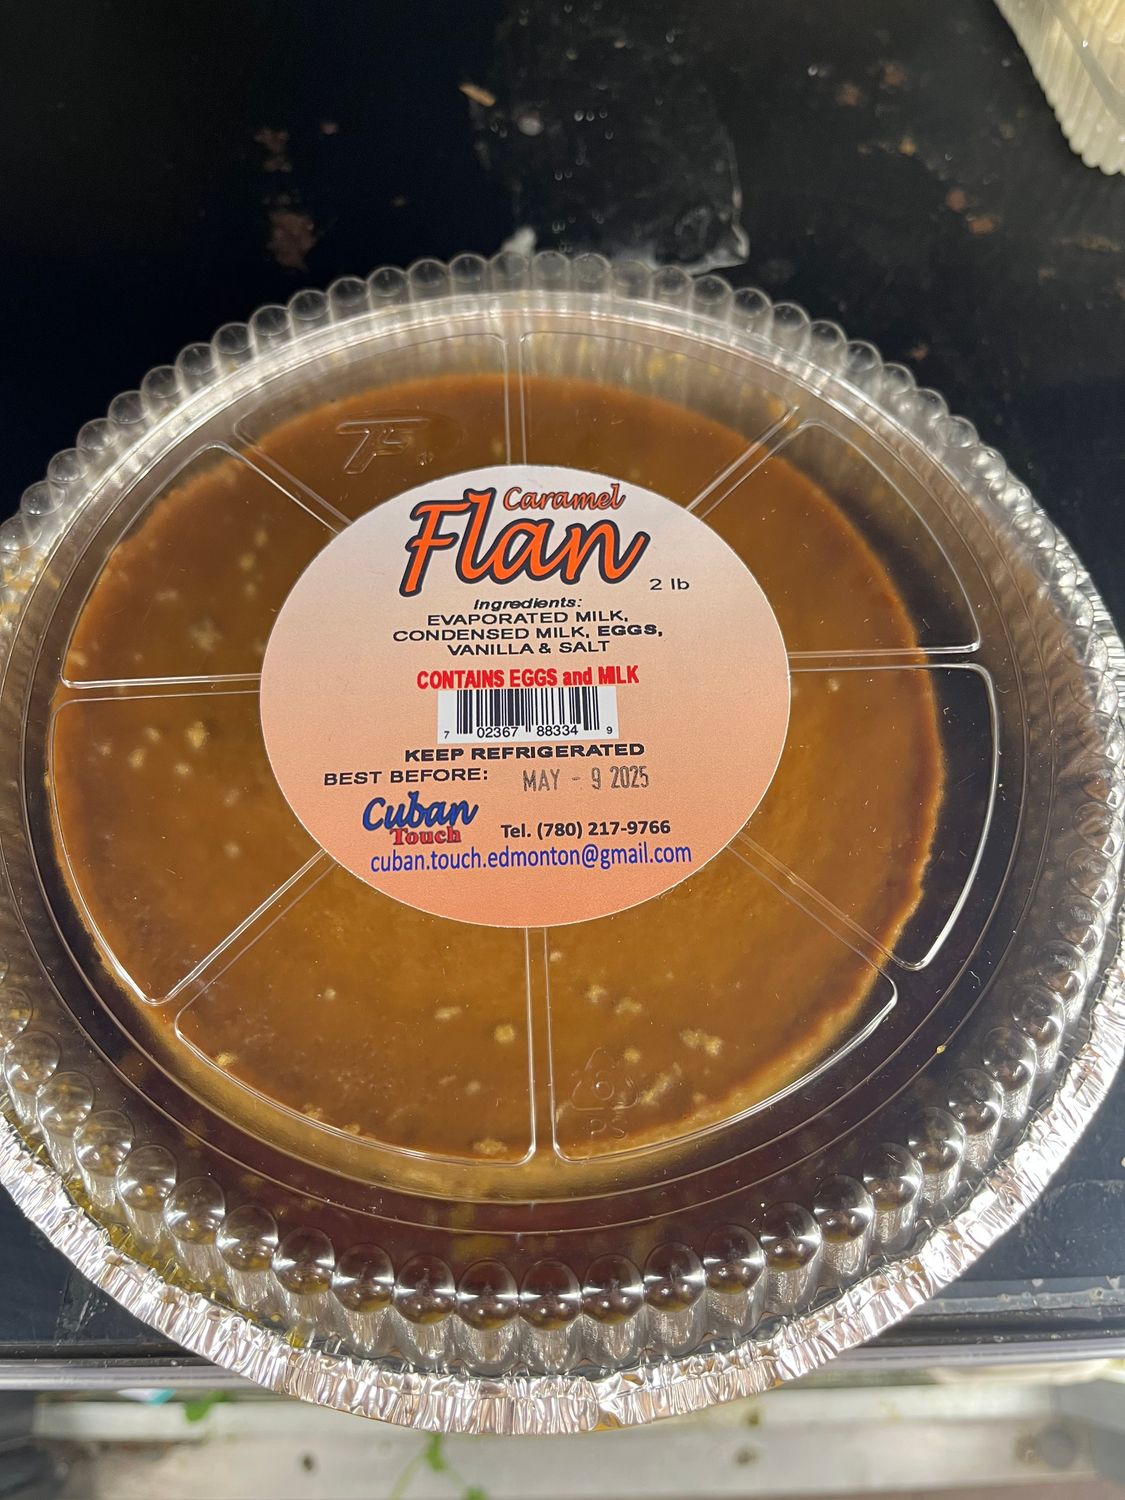 Caramel
Flan
2 lb
Ingredients:
EVAPORATED MILK,
CONDENSED MILK, EGGS,
VANILLA & SALT
CONTAINS EGGS and MILK
7 02367 88334 9
KEEP REFRIGERATED
BEST BEFORE: MAY - 9 2025
Cuban
Touch
Tel. (780) 217-9766
cuban.touch.edmonton@gmail.com
6
PS